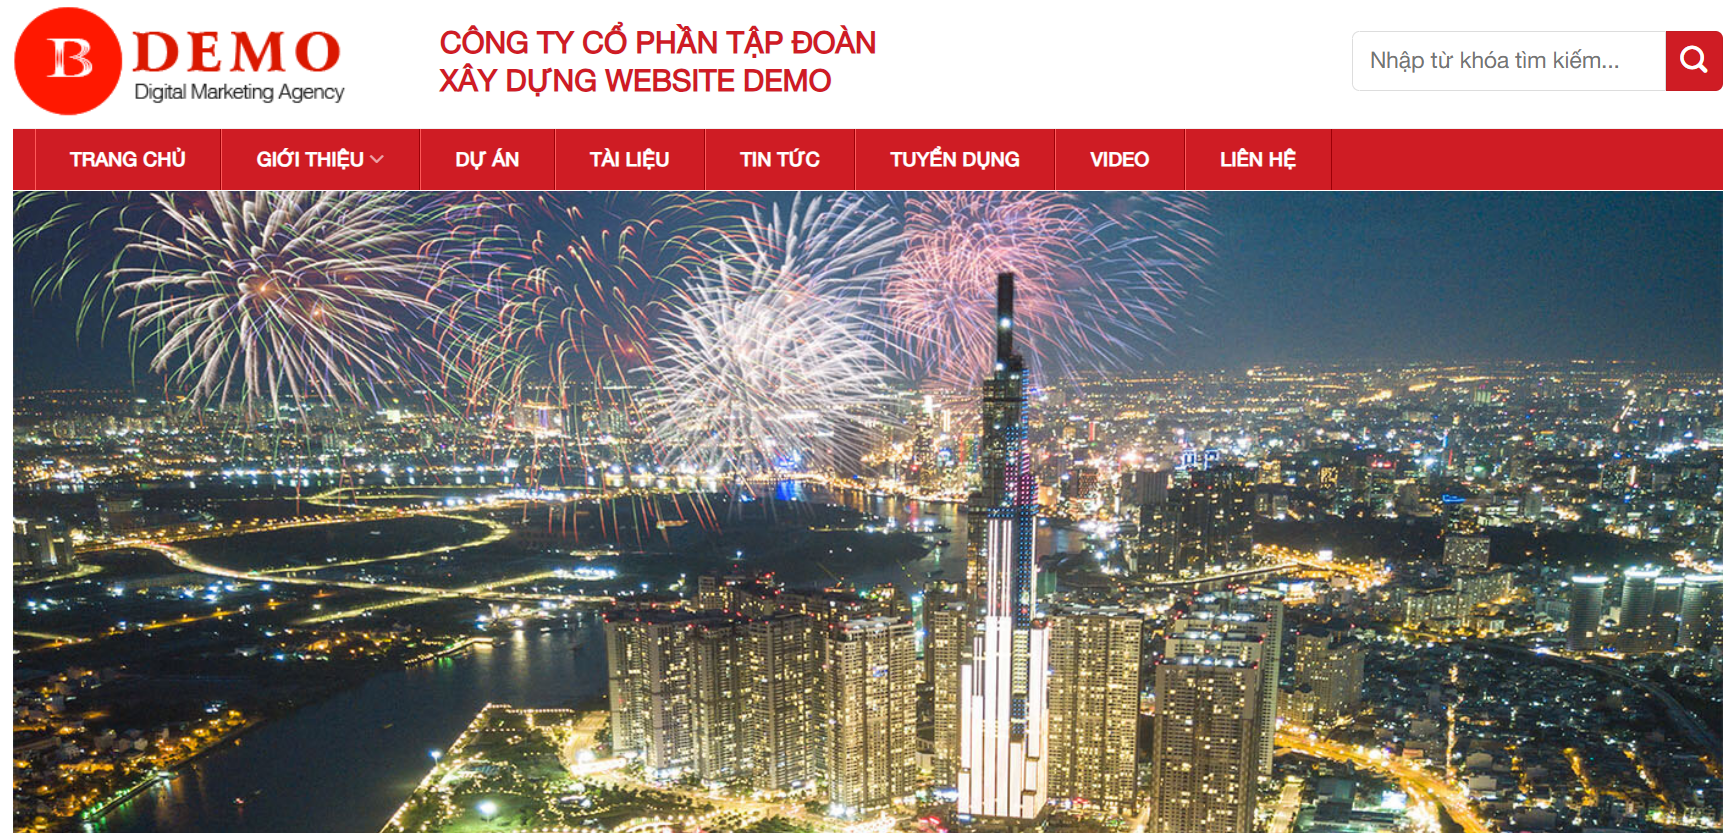 B
DEMO
Digital Marketing Agency
CÔNG TY CỔ PHẦN TẬP ĐOÀN
XÂY DỰNG WEBSITE DEMO
Nhập từ khóa tìm kiếm...
TRANG CHỦ GIỚI THIỆU DỰ ÁN TÀI LIỆU TIN TỨC TUYỂN DỤNG VIDEO LIÊN HỆ